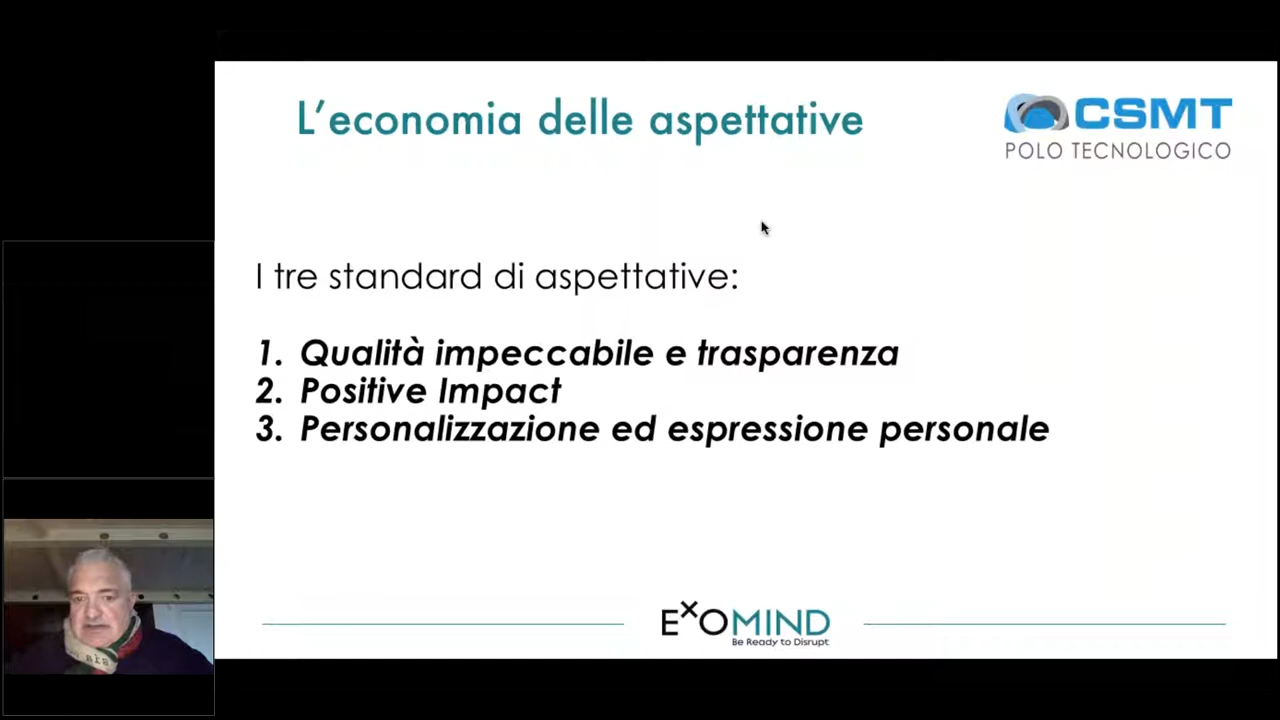 L'economia delle aspettative
CSMT
POLO TECNOLOGICO
I tre standard di aspettative:
1. Qualità impeccabile e trasparenza
2. Positive Impact
3. Personalizzazione ed espressione personale
EXOMIND
Be Ready to Disrupt